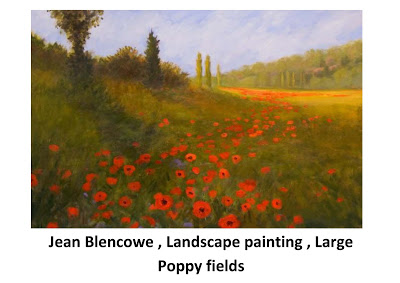 Jean Blencowe , Landscape painting , Large
Poppy fields